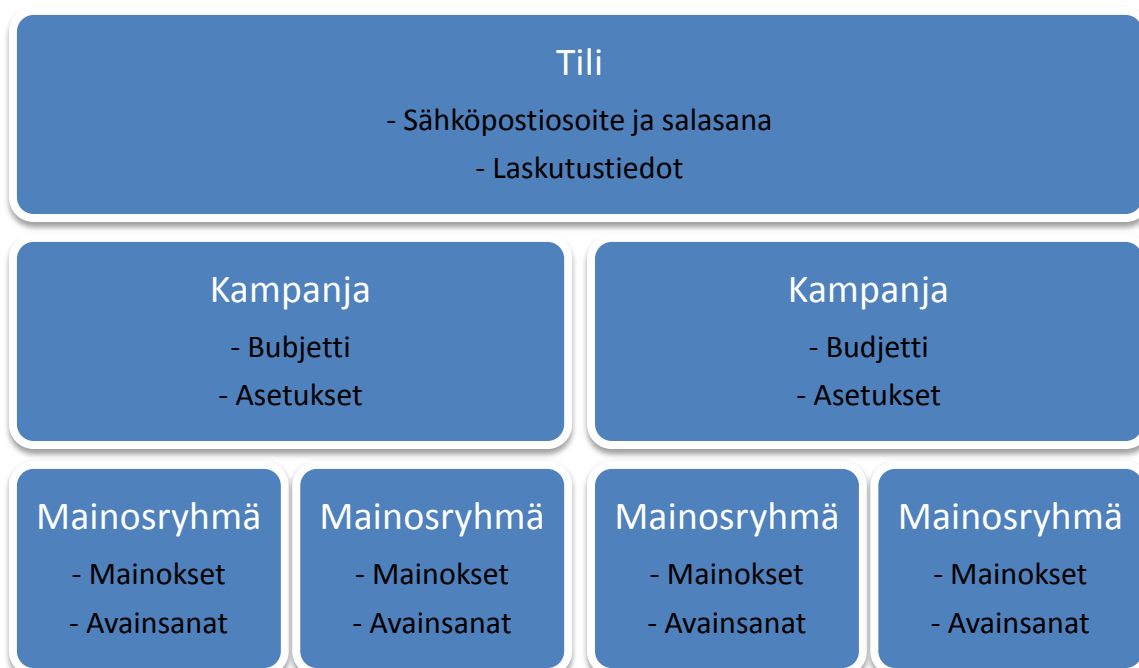 Tili
- Sähköpostiosoite ja salasana
- Laskutustiedot
Kampanja
- Bubjetti
- Asetukset
Kampanja
- Budjetti
- Asetukset
Mainosryhmä
- Mainokset
- Avainsanat
Mainosryhmä
- Mainokset
- Avainsanat
Mainosryhmä
- Mainokset
- Avainsanat
Mainosryhmä
- Mainokset
- Avainsanat